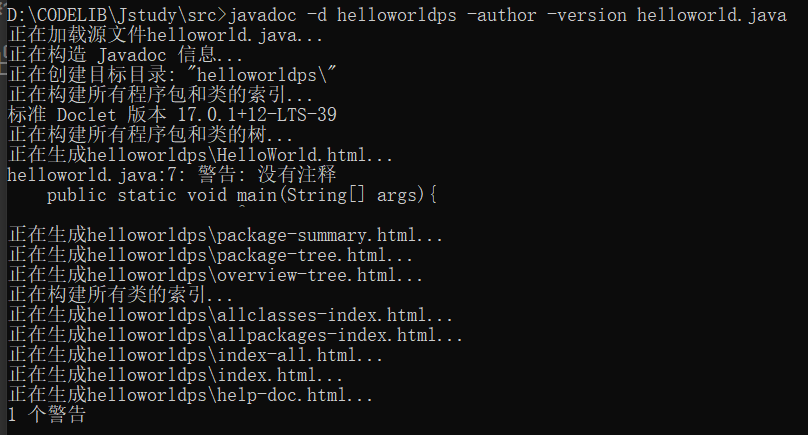 D:\CODELIB\Jstudy\src>javadoc -d helloworldps -author -version helloworld.java
正在加载源文件helloworld.java...
正在构造 Javadoc 信息...
正在创建目标目录: "helloworldps\"
正在构建所有程序包和类的索引...
标准 Doclet 版本 17.0.1+12-LTS-39
正在构建所有程序包和类的树...
正在生成helloworldps\HelloWorld.html...
helloworld.java:7: 警告: 没有注释
    public static void main(String[] args){
                       ^
正在生成helloworldps\package-summary.html...
正在生成helloworldps\package-tree.html...
正在生成helloworldps\overview-tree.html...
正在构建所有类的索引...
正在生成helloworldps\allclasses-index.html...
正在生成helloworldps\allpackages-index.html...
正在生成helloworldps\index-all.html...
正在生成helloworldps\index.html...
正在生成helloworldps\help-doc.html...
1 个警告